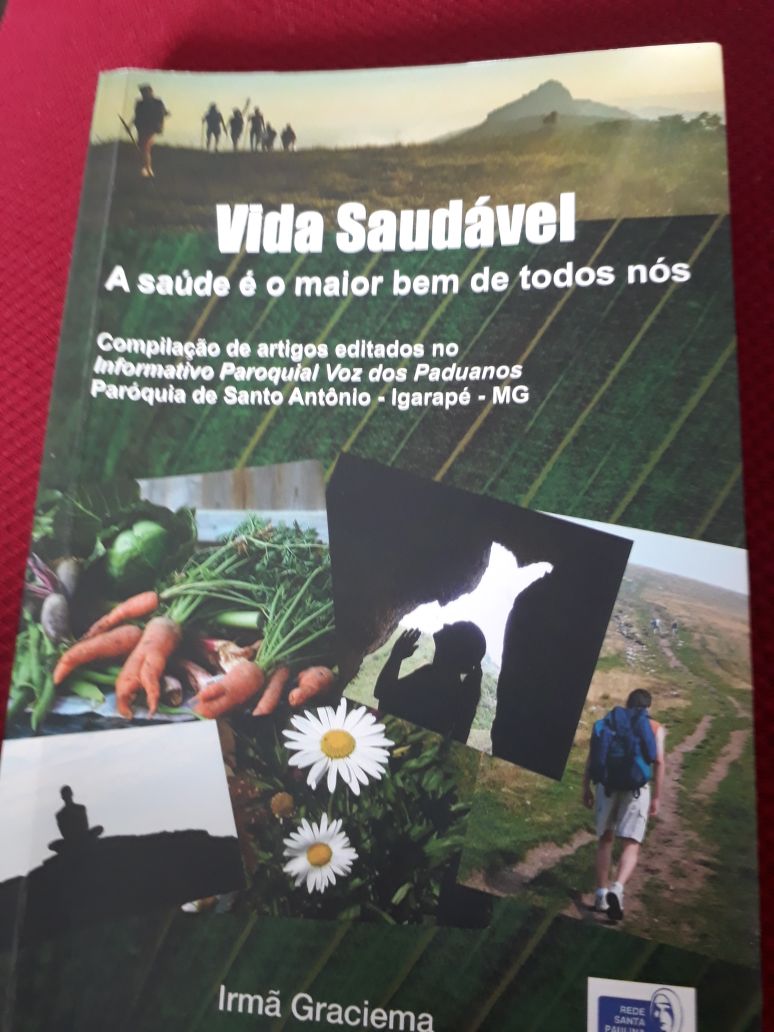 Vida Saudável
A saúde é o maior bem de todos nós
Compilação de artigos editados no
Informativo Paroquial Voz dos Paduanos
Paróquia de Santo Antônio - Igarapé - MG
Irmã Graciema
REDE
SANTA
PAULINA